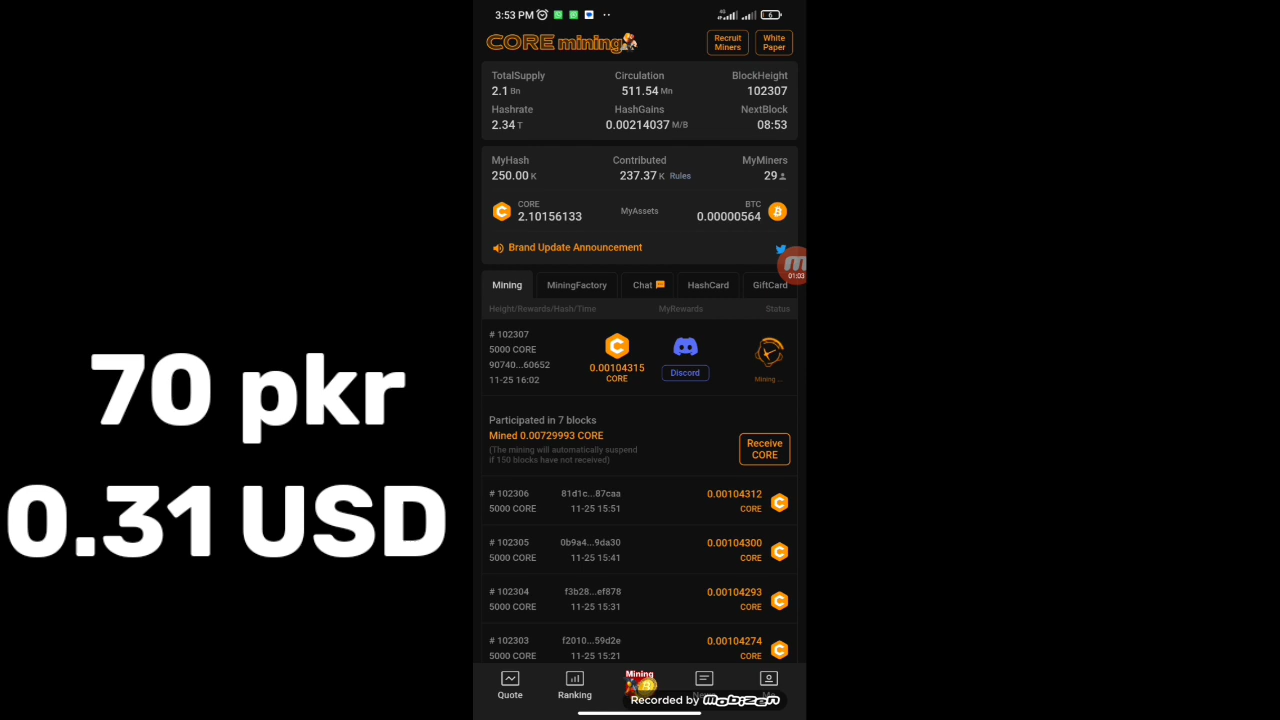 3:53 PM
4G
6
CORE mining
Recruit Miners
White Paper
TotalSupply Circulation BlockHeight
2.1 Bn 511.54 Mn 102307
Hashrate HashGains NextBlock
2.34 T 0.00214037 M/B 08:53
MyHash Contributed MyMiners
250.00 K 237.37 K Rules 29
CORE MyAssets BTC
2.10156133 0.00000564
Brand Update Announcement
01:03
Mining MiningFactory Chat HashCard GiftCard
Height/Rewards/Hash/Time MyRewards Status
# 102307
5000 CORE
90740...60652
11-25 16:02
0.00104315
CORE
Discord
Mining ...
70 pkr
0.31 USD
Participated in 7 blocks
Mined 0.00729993 CORE
(The mining will automatically suspend
if 150 blocks have not received)
Receive
CORE
# 102306 81d1c...87caa 0.00104312
5000 CORE 11-25 15:51 CORE
# 102305 0b9a4...9da30 0.00104300
5000 CORE 11-25 15:41 CORE
# 102304 f3b28...ef878 0.00104293
5000 CORE 11-25 15:31 CORE
# 102303 f2010...59d2e 0.00104274
5000 CORE 11-25 15:21 CORE
Quote Ranking Mining
Recorded by mobizen